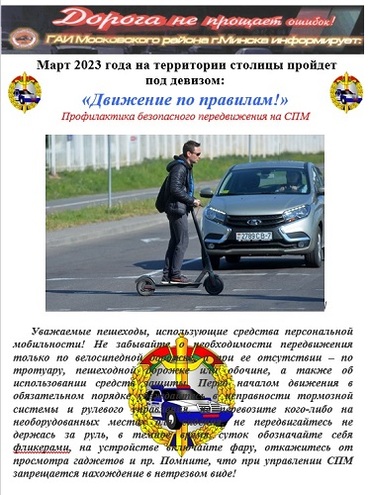 Дорога не прощает ошибок!
ГАИ Московского района г.Минска информирует:
Март 2023 года на территории столицы пройдет
под девизом:
«Движение по правилам!»
Профилактика безопасного передвижения на СПМ
2789 CO-7
Уважаемые пешеходы, использующие средства персональной
мобильности! Не забывайте о необходимости передвижения
только по велосипедной дорожке, а при ее отсутствии – по
тротуару, пешеходной дорожке или обочине, а также об
использовании средств защиты. Перед началом движения в
обязательном порядке исправности тормозной
системы и рулевого управления, не перевозите кого-либо на
необорудованных местах не передвигайтесь не
держась за руль, в темное время суток обозначайте себя
фликерами, на устройстве включайте фару, откажитесь от
просмотра гаджетов и пр. Помните, что при управлении СПМ
запрещается нахождение в нетрезвом виде!